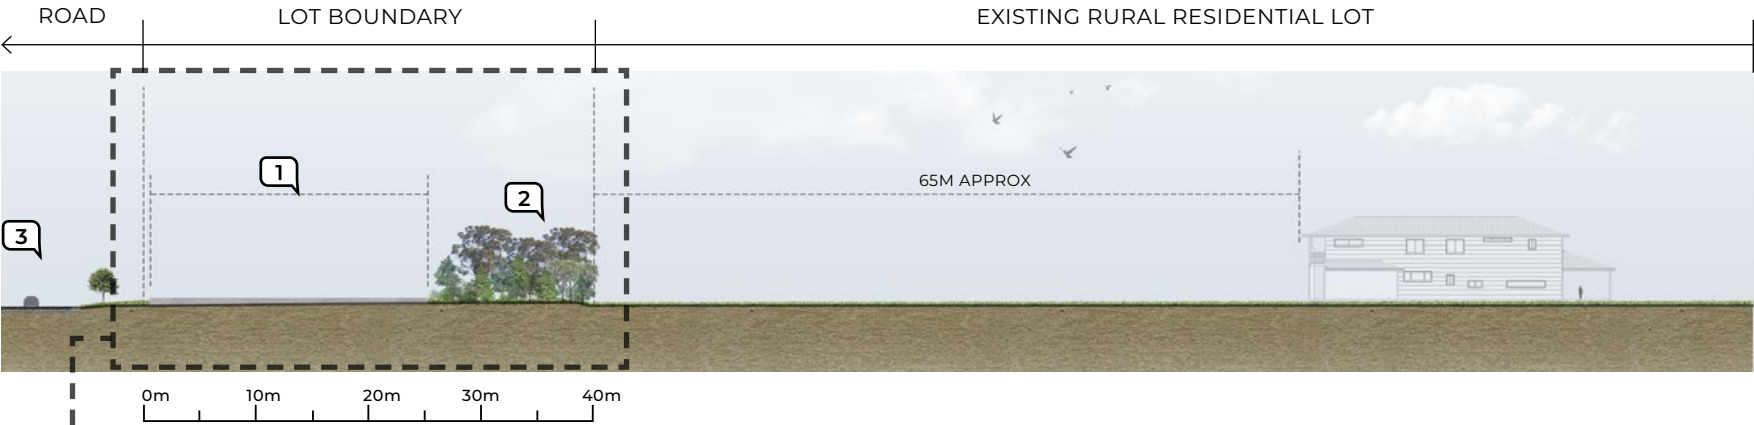 ROAD
LOT BOUNDARY
EXISTING RURAL RESIDENTIAL LOT
1
2
65M APPROX
3
0m 10m 20m 30m 40m